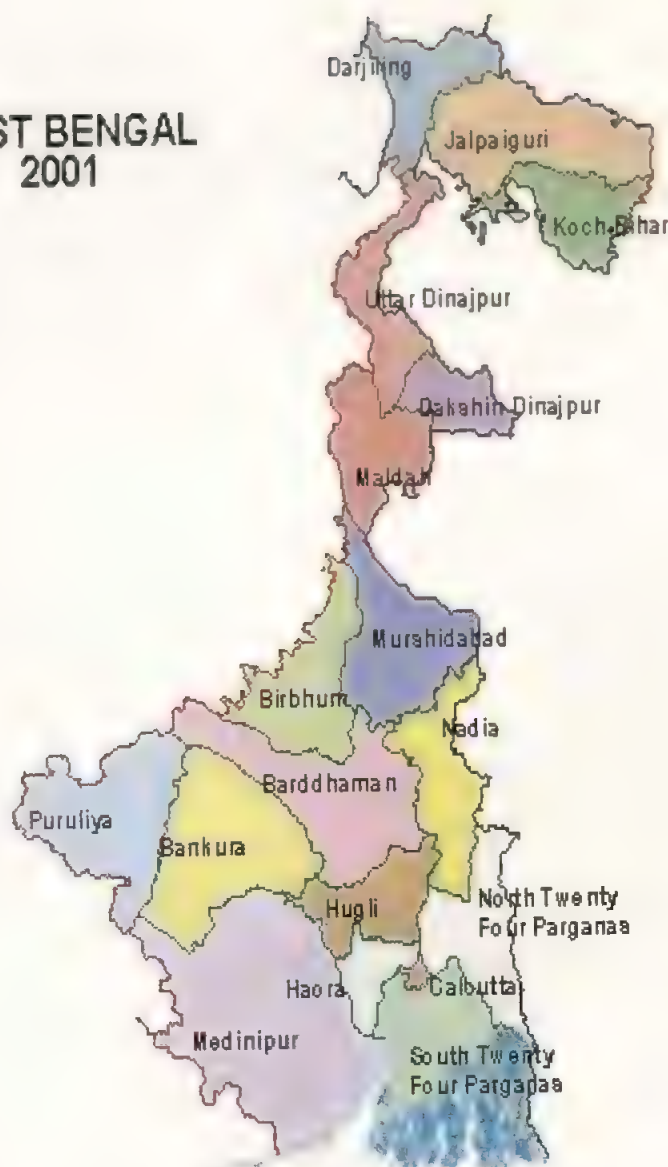 ST BENGAL
2001
Darjiling
Jalpaiguri
Koch Bihar
Uttar Dinajpur
Dakshin Dinajpur
Maldah
Murshidabad
Birbhum
Nadia
Barddhaman
Puruliya
Bankura
Hugli
North Twenty
Four Parganas
Haora
Calcutta
Medinipur
South Twenty
Four Parganas